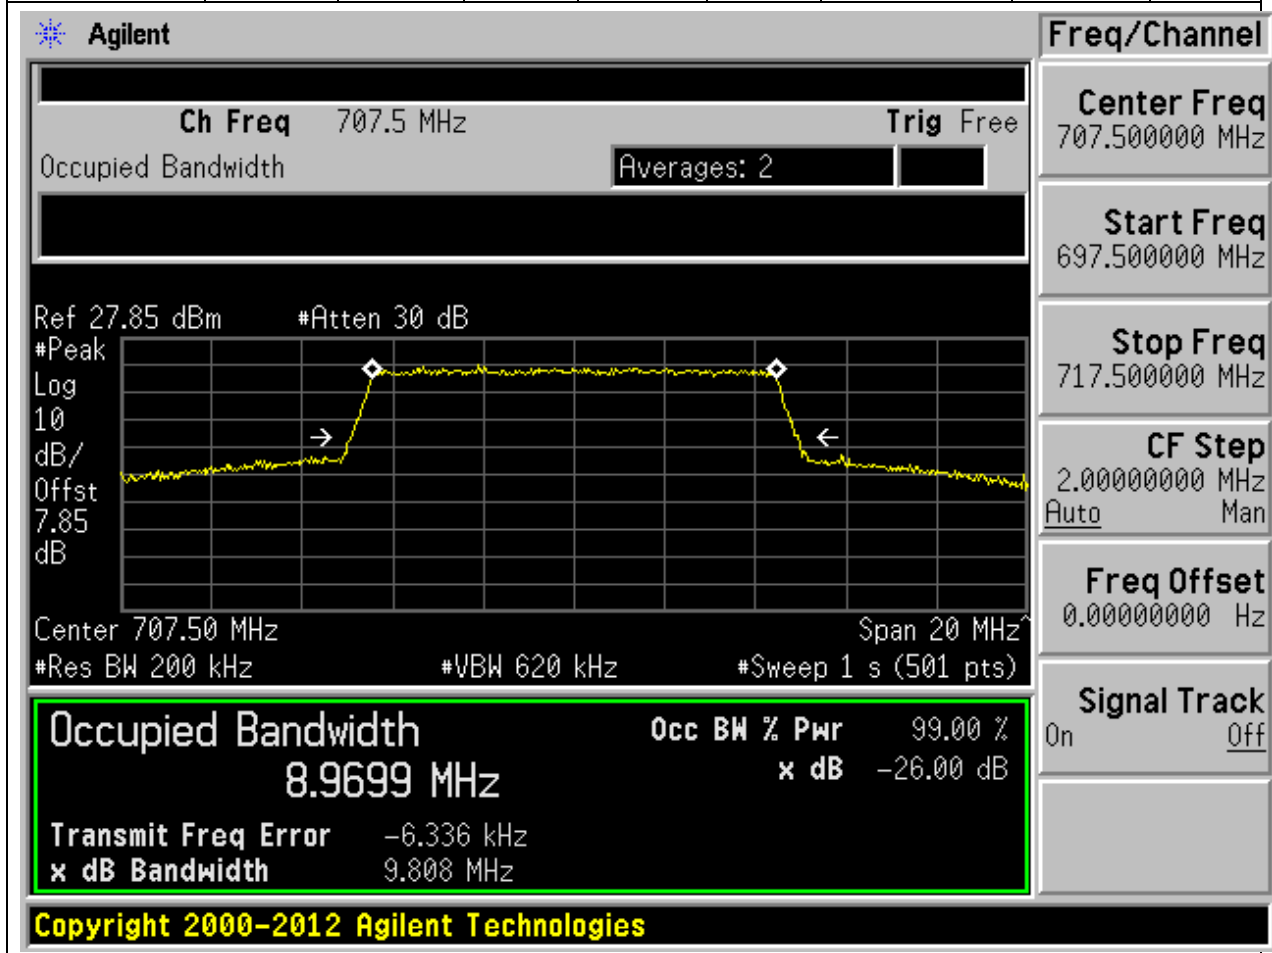 Agilent
Freq/Channel
Ch Freq 707.5 MHz Trig Free
Occupied Bandwidth Averages: 2
Ref 27.85 dBm #Atten 30 dB
#Peak
Log
10
dB/
Offst
7.85
dB
Center 707.50 MHz Span 20 MHz^
#Res BW 200 kHz #VBW 620 kHz #Sweep 1 s (501 pts)
Occupied Bandwidth
8.9699 MHz
Occ BW % Pwr 99.00 %
x dB -26.00 dB
Transmit Freq Error -6.336 kHz
x dB Bandwidth 9.808 MHz
Copyright 2000-2012 Agilent Technologies
Center Freq
707.500000 MHz
Start Freq
697.500000 MHz
Stop Freq
717.500000 MHz
CF Step
2.00000000 MHz
Auto Man
Freq Offset
0.00000000 Hz
Signal Track
On Off